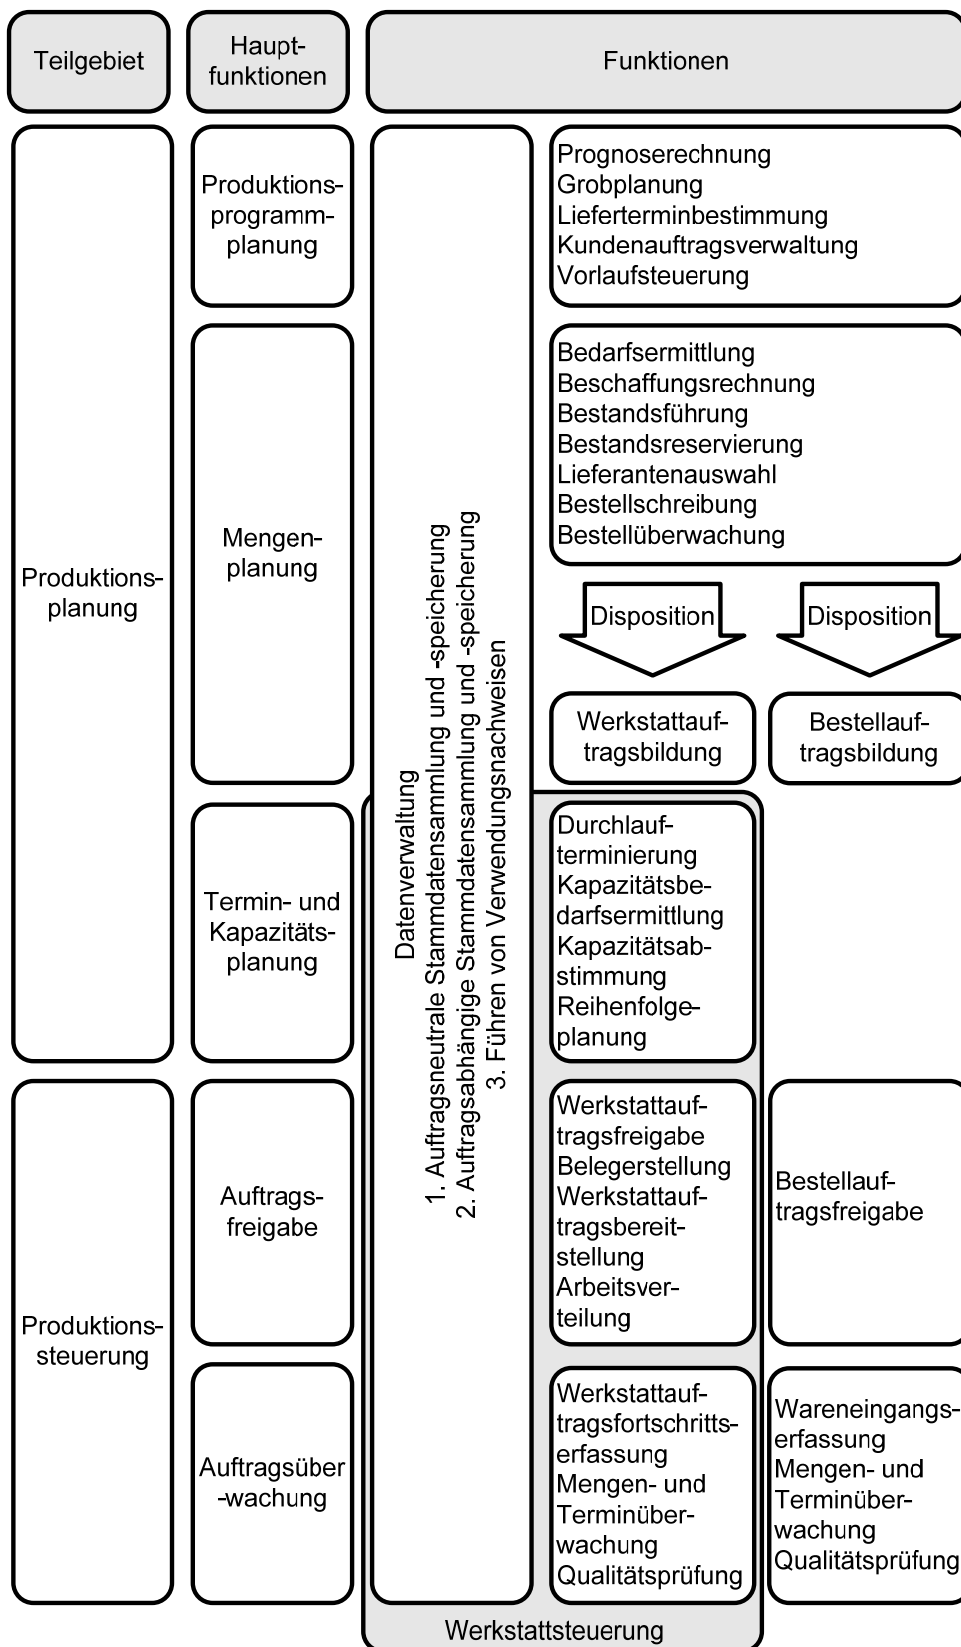 Teilgebiet
Haupt-
funktionen
Funktionen
Produktions-
planung
Produktions-
programm-
planung
Prognoserechnung
Grobplanung
Lieferterminbestimmung
Kundenauftragsverwaltung
Vorlaufsteuerung
Mengen-
planung
Bedarfsermittlung
Beschaffungsrechnung
Bestandsführung
Bestandsreservierung
Lieferantenauswahl
Bestellschreibung
Bestellüberwachung
Disposition
Disposition
Werkstattauf-
tragsbildung
Bestellauf-
tragsbildung
Datenverwaltung
1. Auftragsneutrale Stammdatensammlung und -speicherung
2. Auftragsabhängige Stammdatensammlung und -speicherung
3. Führen von Verwendungsnachweisen
Termin- und
Kapazitäts-
planung
Durchlauf-
terminierung
Kapazitätsbe-
darfsermittlung
Kapazitätsab-
stimmung
Reihenfolge-
planung
Produktions-
steuerung
Auftrags-
freigabe
Werkstattauf-
tragsfreigabe
Belegerstellung
Werkstattauf-
tragsbereit-
stellung
Arbeitsver-
teilung
Bestellauf-
tragsfreigabe
Auftragsüber
-wachung
Werkstattauf-
tragsfortschritts-
erfassung
Mengen- und
Terminüber-
wachung
Qualitätsprüfung
Wareneingangs-
erfassung
Mengen- und
Terminüber-
wachung
Qualitätsprüfung
Werkstattsteuerung